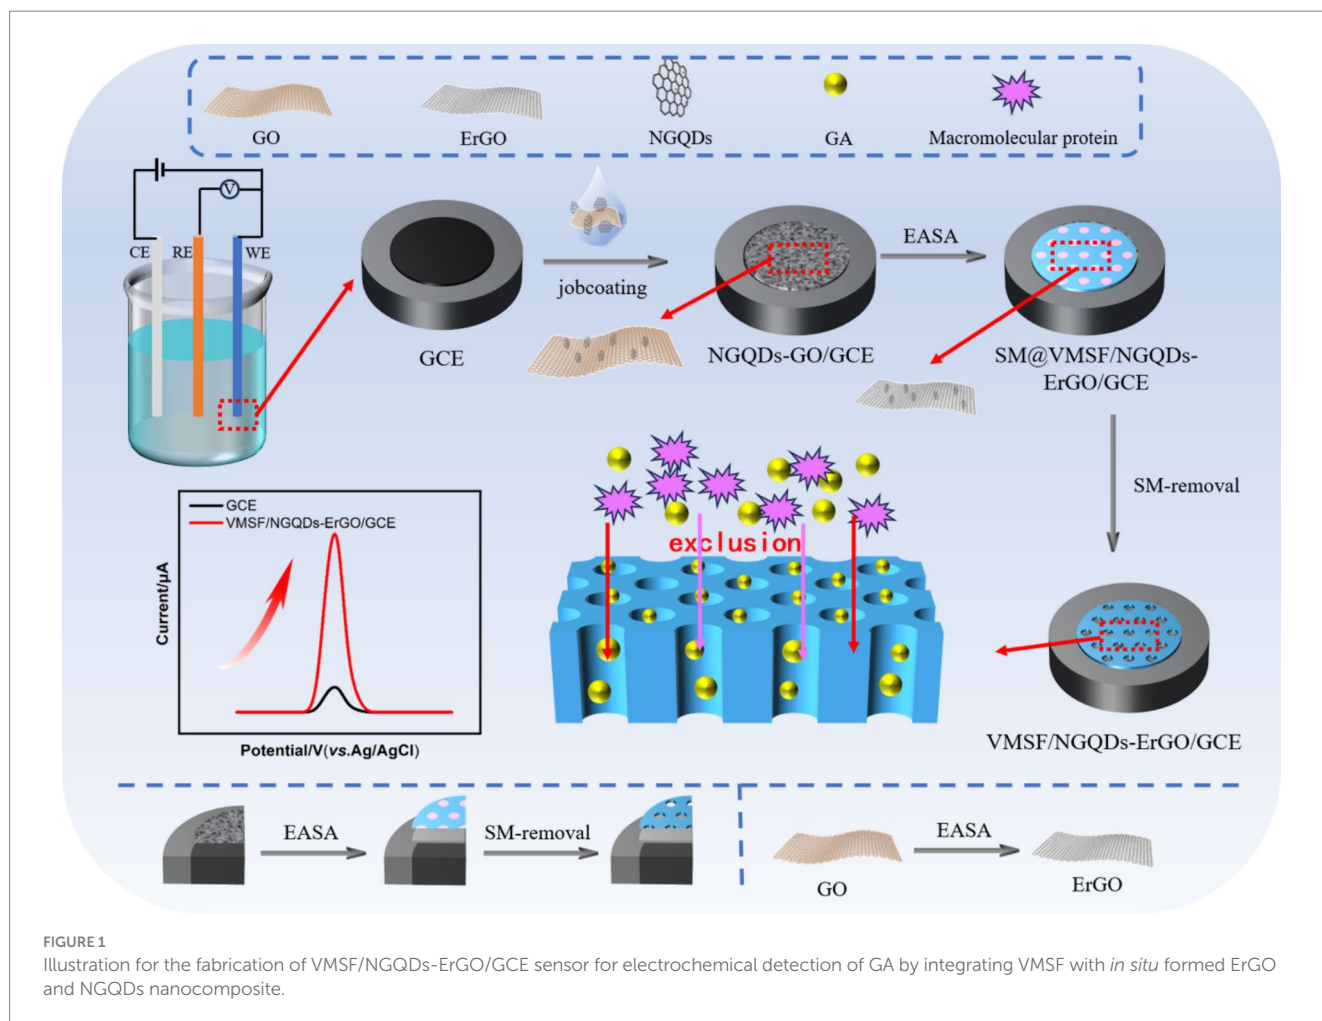 GO
ErGO
NGQDs
GA
Macromolecular protein
V
CE
RE
WE
jobcoating
EASA
GCE
NGQDs-GO/GCE
SM@VMSF/NGQDs-
ErGO/GCE
SM-removal
exclusion
GCE
VMSF/NGQDs-ErGO/GCE
Current/μA
Potential/V(vs.Ag/AgCl)
VMSF/NGQDs-ErGO/GCE
EASA
SM-removal
GO
EASA
ErGO
FIGURE 1
Illustration for the fabrication of VMSF/NGQDs-ErGO/GCE sensor for electrochemical detection of GA by integrating VMSF with in situ formed ErGO
and NGQDs nanocomposite.